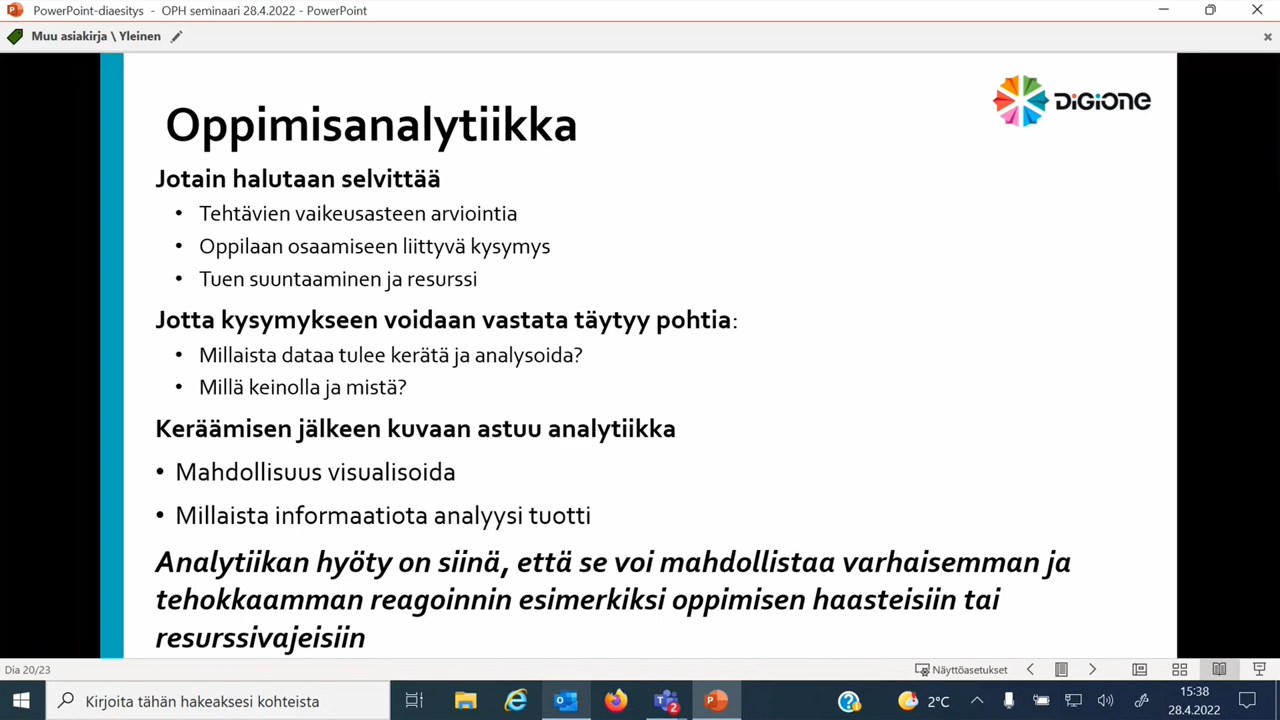 PowerPoint-diaesitys - OPH seminaari 28.4.2022 - PowerPoint
Muu asiakirja \ Yleinen
DIGIONE
Oppimisanalytiikka
Jotain halutaan selvittää
• Tehtävien vaikeusasteen arviointia
• Oppilaan osaamiseen liittyvä kysymys
• Tuen suuntaaminen ja resurssi
Jotta kysymykseen voidaan vastata täytyy pohtia:
• Millaista dataa tulee kerätä ja analysoida?
• Millä keinolla ja mistä?
Keräämisen jälkeen kuvaan astuu analytiikka
• Mahdollisuus visualisoida
• Millaista informaatiota analyysi tuotti
Analytiikan hyöty on siinä, että se voi mahdollistaa varhaisemman ja
tehokkaamman reagoinnin esimerkiksi oppimisen haasteisiin tai
resurssivajeisiin
Dia 20/23
Näyttöasetukset
Kirjoita tähän hakeaksesi kohteista
2
2°C
15:38
28.4.2022